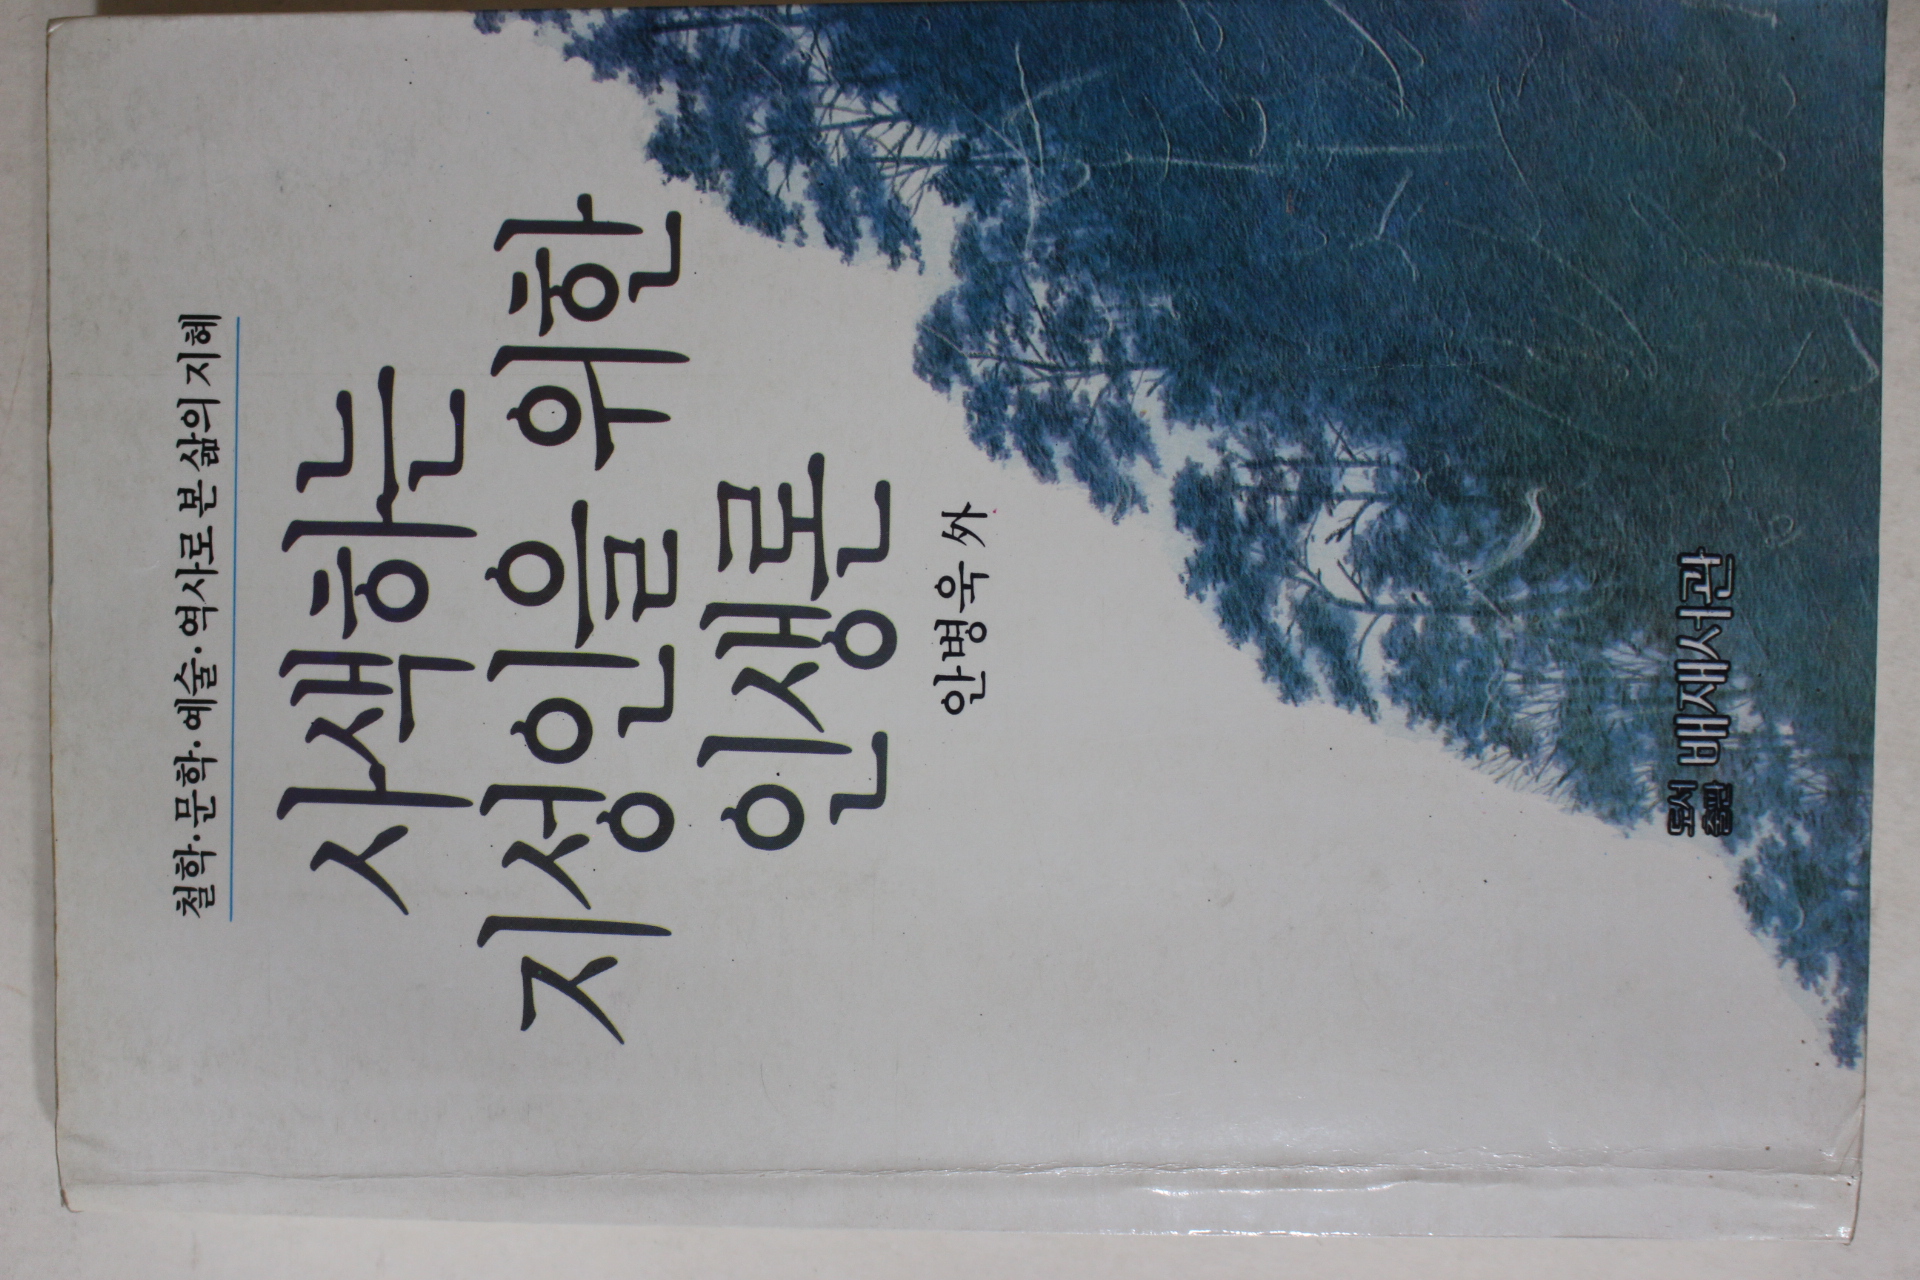 철학·문학·예술·역사로 본 삶의 지혜
사색하는
지성인을 위한
인생론
안병욱 外
도서출판 배재서관